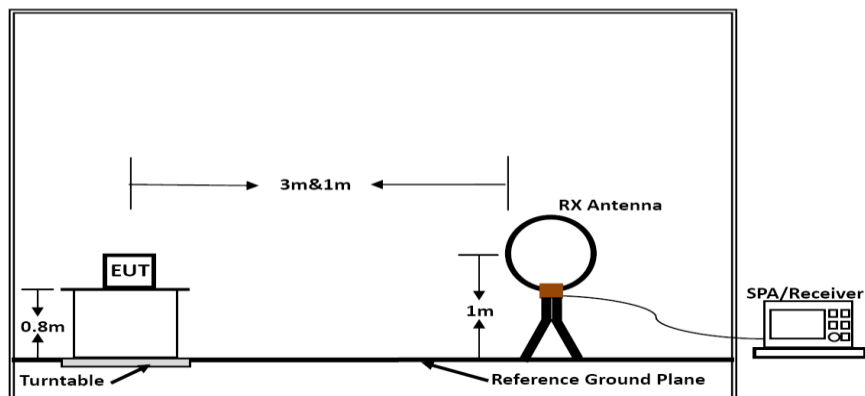 3m&1m
RX Antenna
EUT
SPA/Receiver
0.8m
1m
Turntable
Reference Ground Plane